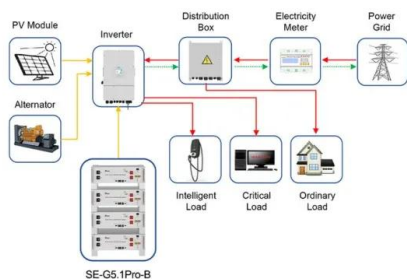 PV Module
Inverter
Distribution
Box
Electricity
Meter
Power
Grid
Alternator
Intelligent
Load
Critical
Load
Ordinary
Load
SE-G5.1Pro-B